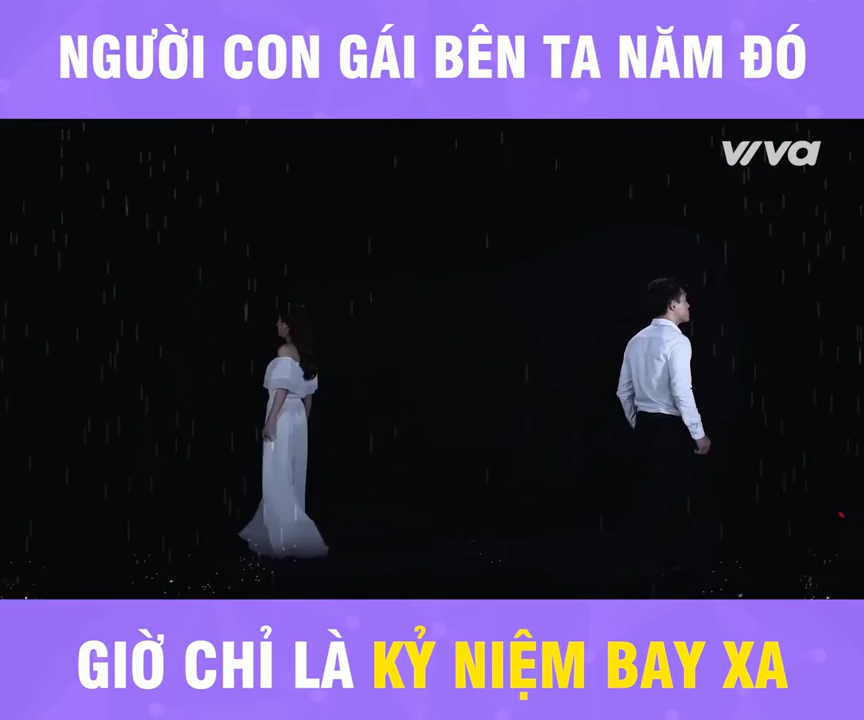 NGƯỜI CON GÁI BÊN TA NĂM ĐÓ
VIVA
GIỜ CHỈ LÀ KỶ NIỆM BAY XA